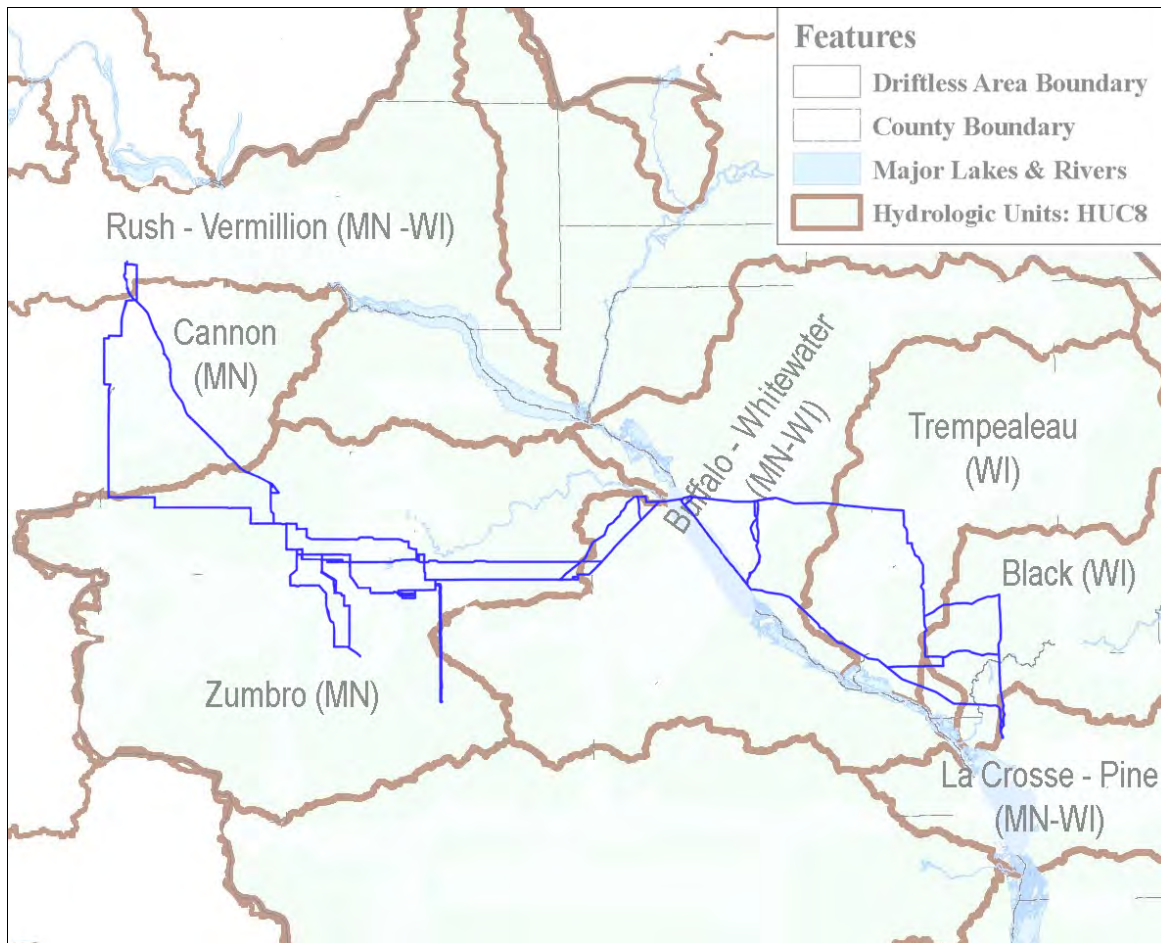 Features
Driftless Area Boundary
County Boundary
Major Lakes & Rivers
Hydrologic Units: HUC8
Rush - Vermillion (MN -WI)
Cannon
(MN)
Buffalo - Whitewater
(MN-WI)
Trempealeau
(WI)
Black (WI)
Zumbro (MN)
La Crosse - Pine
(MN-WI)